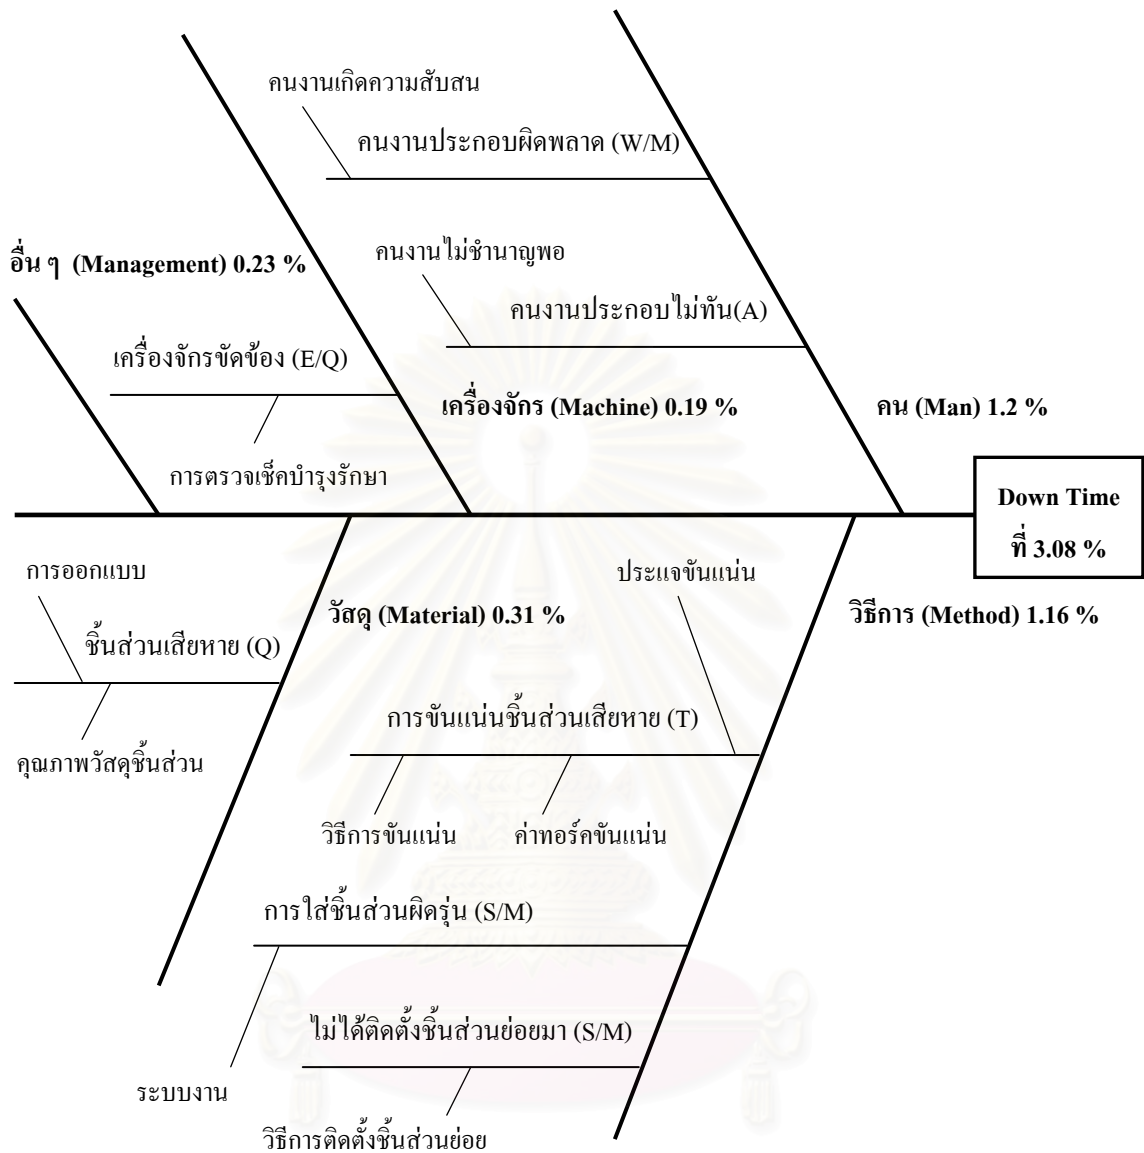 คนงานเกิดความสับสน
คนงานประกอบผิดพลาด (W/M)
คนงานไม่ชำนาญพอ
อื่น ๆ (Management) 0.23 %
คนงานประกอบไม่ทัน(A)
เครื่องจักรขัดข้อง (E/Q)
เครื่องจักร (Machine) 0.19 %
คน (Man) 1.2 %
การตรวจเช็คบำรุงรักษา
Down Time
ที่ 3.08 %
การออกแบบ
ประแจขันแน่น
วัสดุ (Material) 0.31 %
วิธีการ (Method) 1.16 %
ชิ้นส่วนเสียหาย (Q)
การขันแน่นชิ้นส่วนเสียหาย (T)
คุณภาพวัสดุชิ้นส่วน
วิธีการขันแน่น
ค่าทอร์คขันแน่น
การใส่ชิ้นส่วนผิดรุ่น (S/M)
ไม่ได้ติดตั้งชิ้นส่วนย่อยมา (S/M)
ระบบงาน
วิธีการติดตั้งชิ้นส่วนย่อย